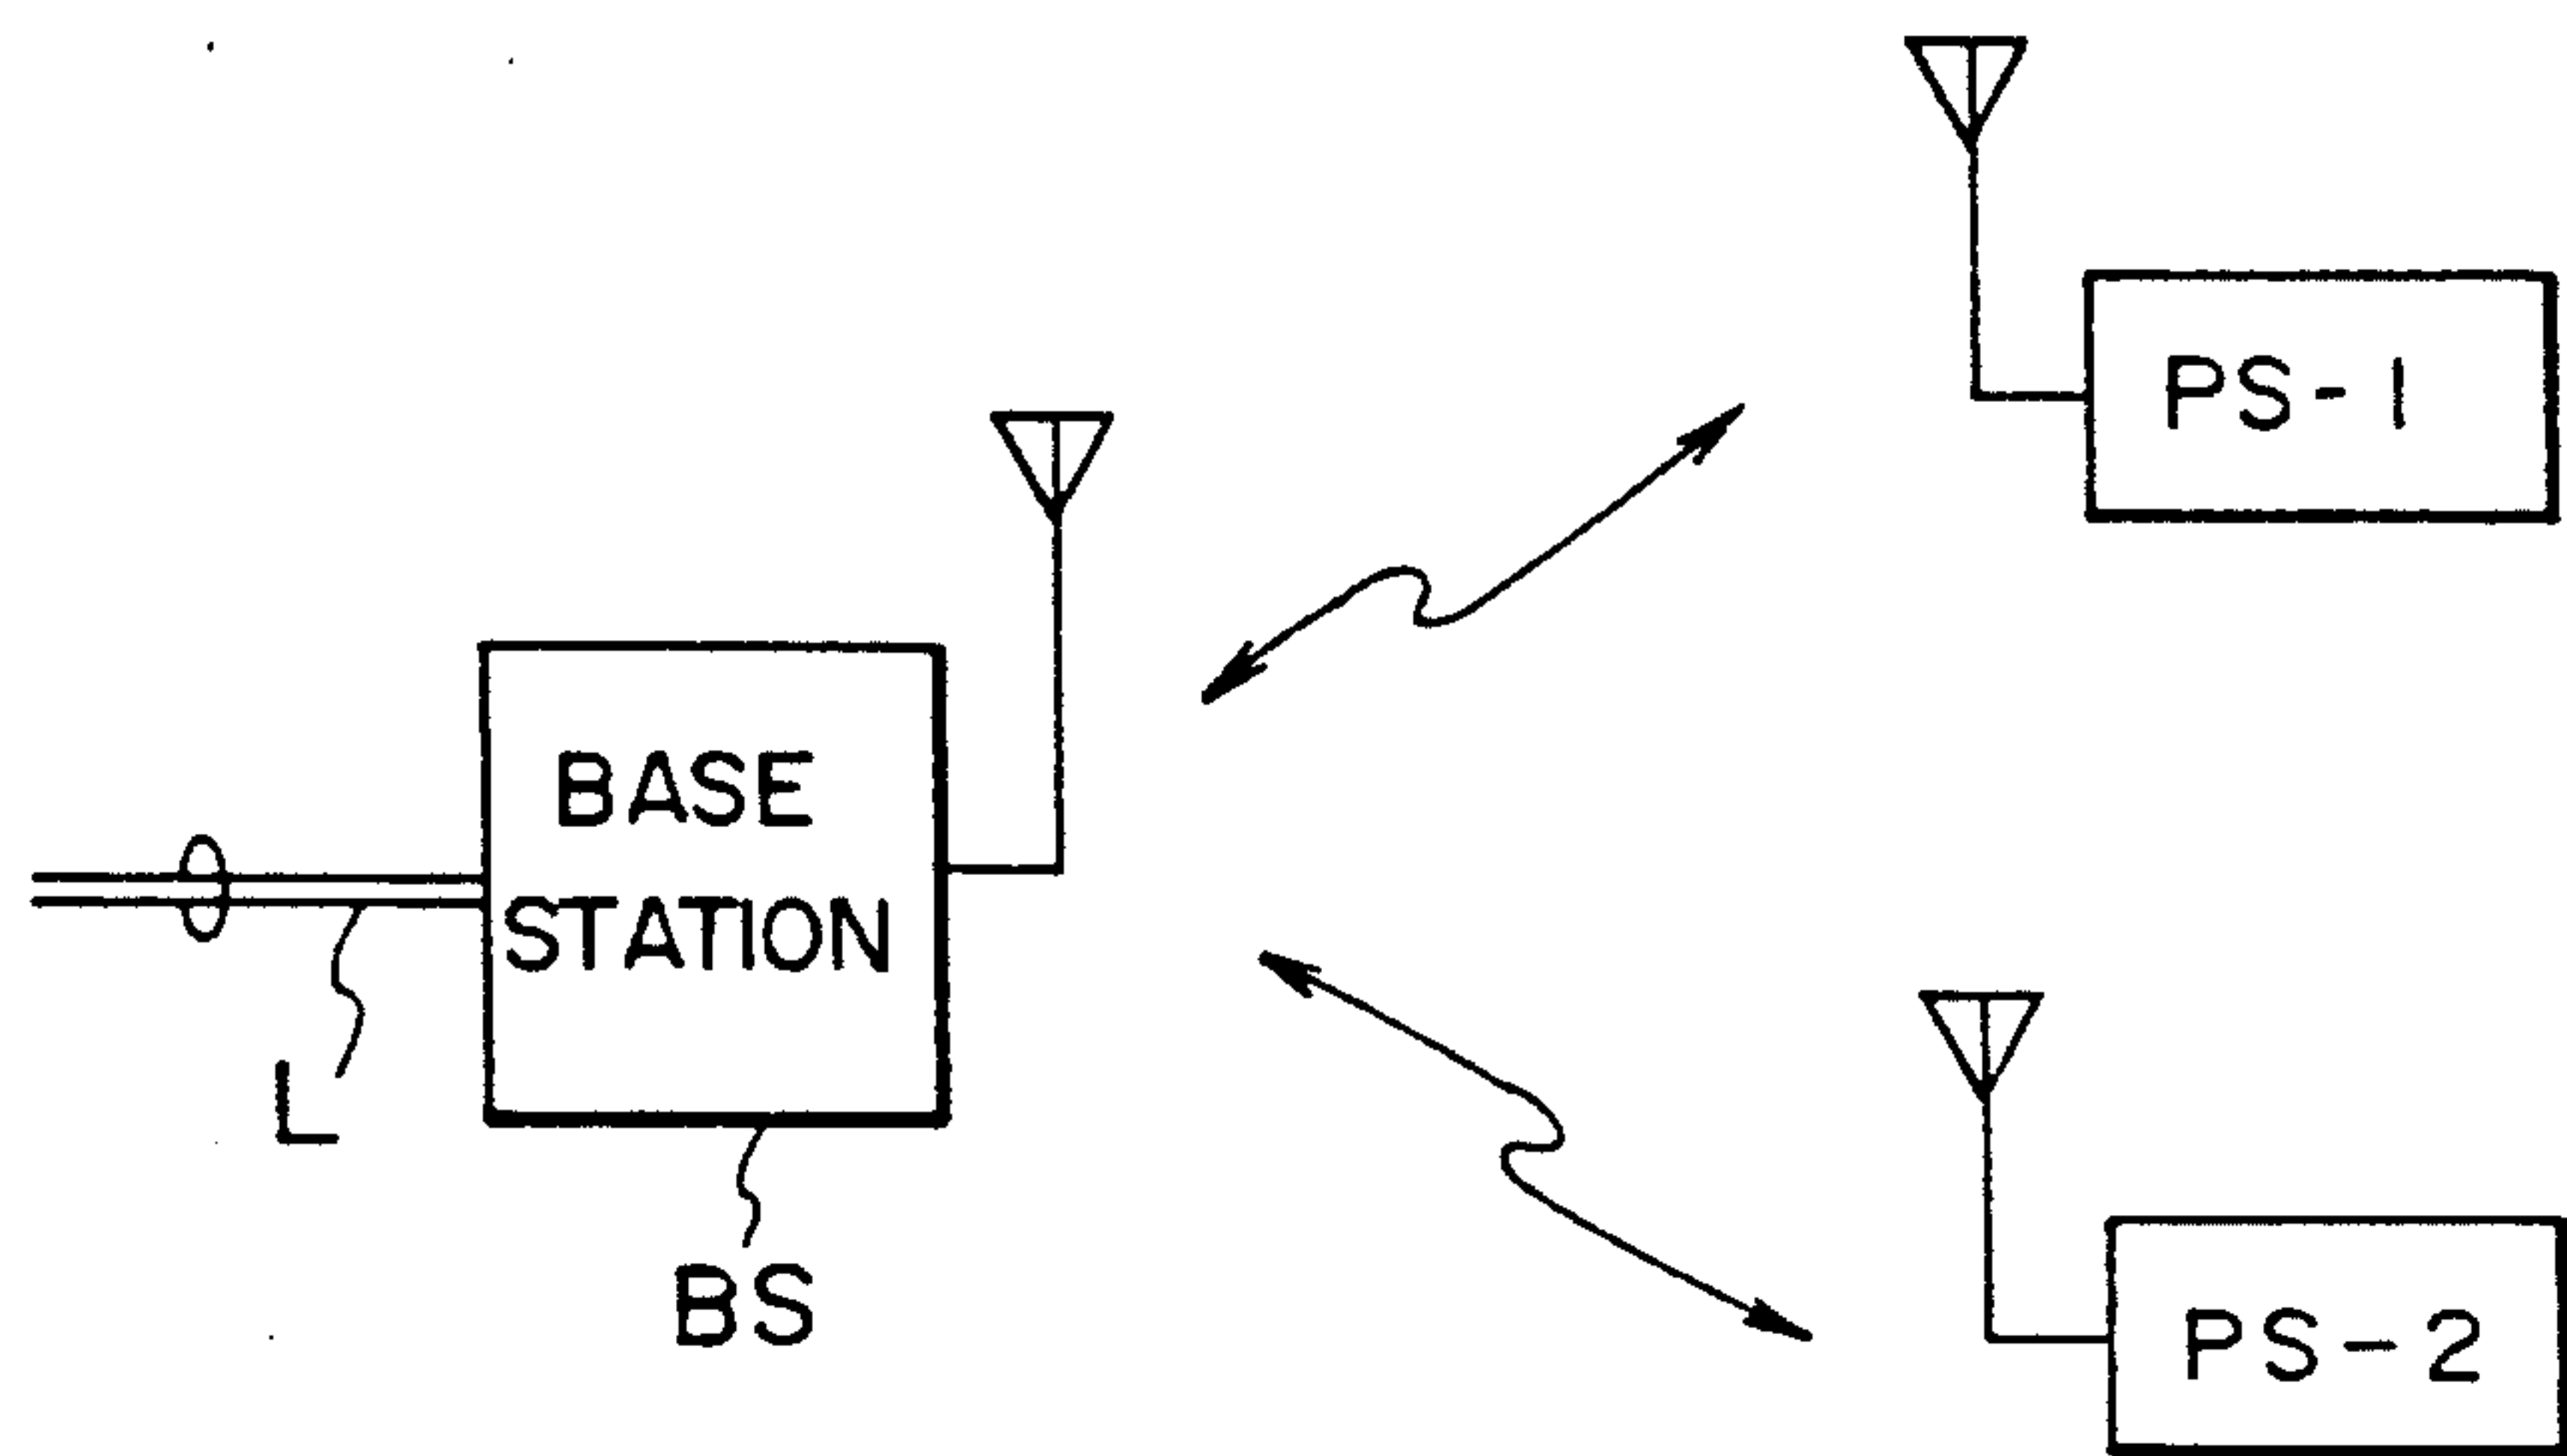 PS-1
BASE
STATION
L
BS
PS-2